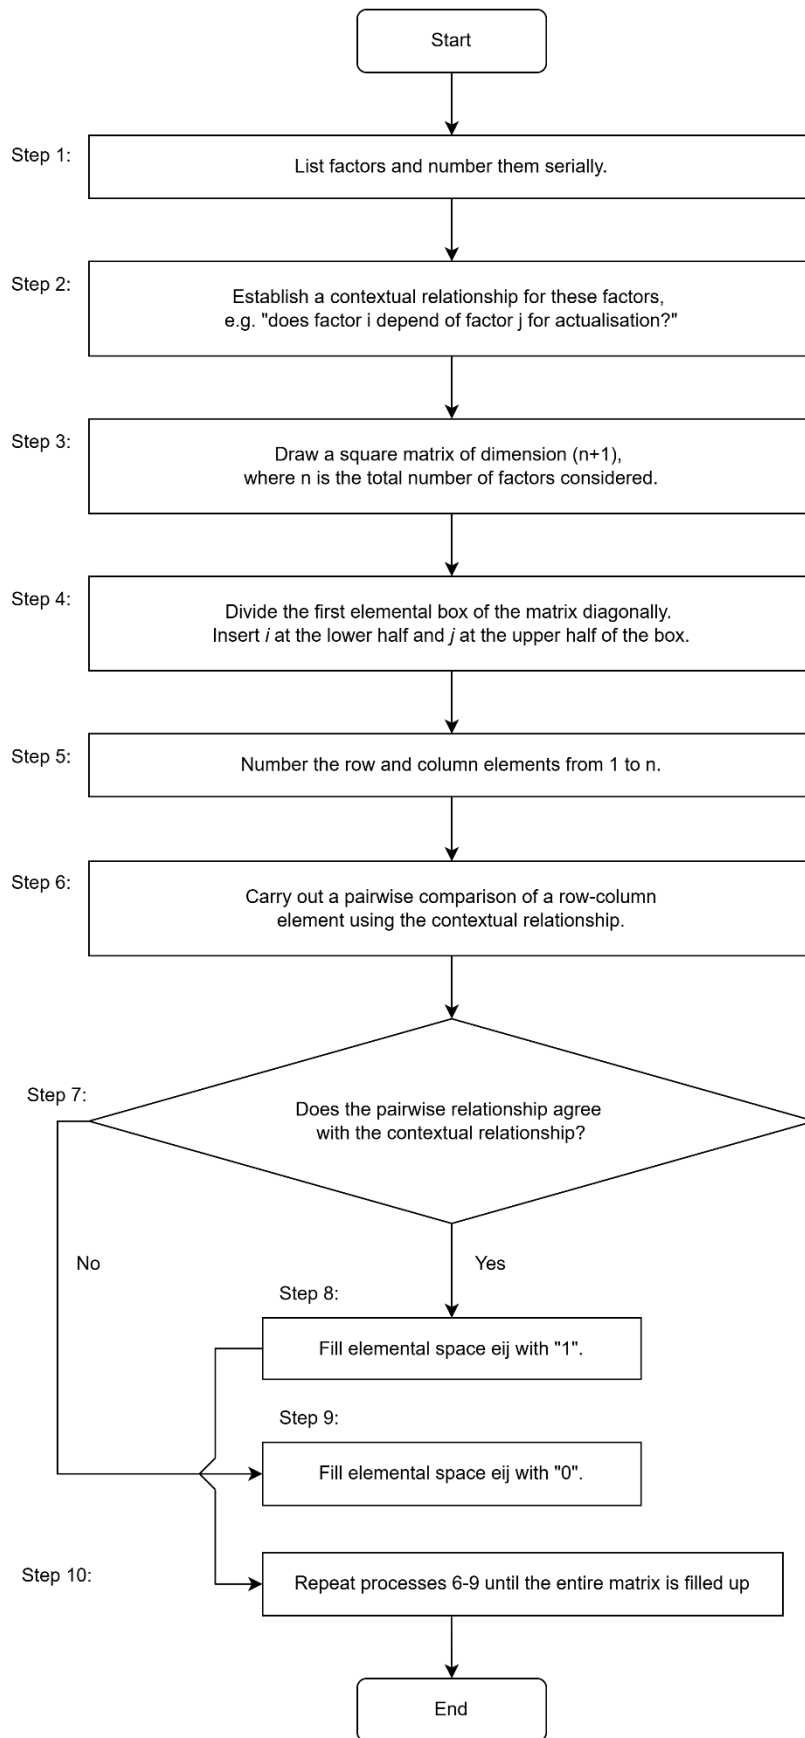 Start
Step 1:
List factors and number them serially.
Step 2:
Establish a contextual relationship for these factors,
e.g. "does factor i depend of factor j for actualisation?"
Step 3:
Draw a square matrix of dimension (n+1),
where n is the total number of factors considered.
Step 4:
Divide the first elemental box of the matrix diagonally.
Insert i at the lower half and j at the upper half of the box.
Step 5:
Number the row and column elements from 1 to n.
Step 6:
Carry out a pairwise comparison of a row-column
element using the contextual relationship.
Step 7:
Does the pairwise relationship agree
with the contextual relationship?
No
Yes
Step 8:
Fill elemental space eij with "1".
Step 9:
Fill elemental space eij with "0".
Step 10:
Repeat processes 6-9 until the entire matrix is filled up
End